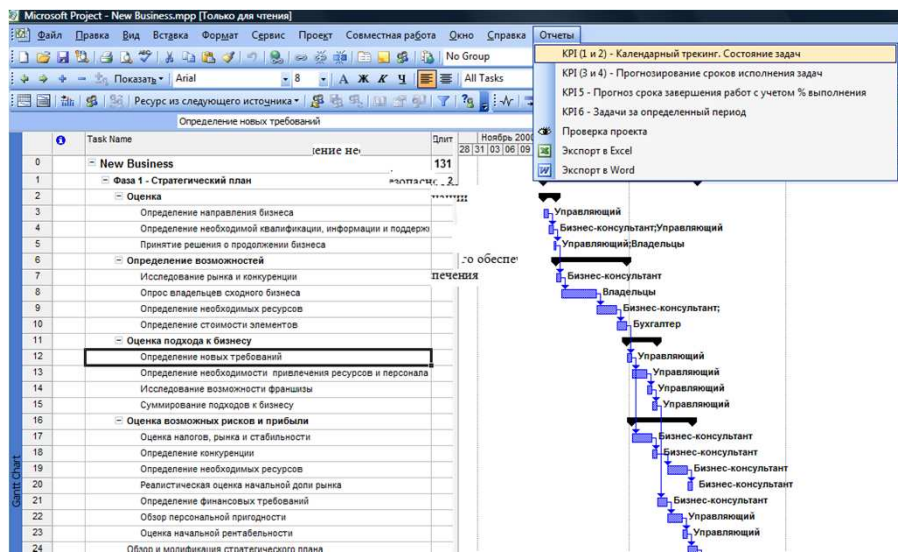 Microsoft Project - New Business.mpp [Только для чтения]
Файл Правка Вид Вставка Формат Сервис Проект Совместная работа Окно Справка Отчеты
No Group
Показать Arial 8 A Ж К Ч All Tasks
Ресурс из следующего источника
Определение новых требований
KPI (1 и 2) - Календарный трекинг. Состояние задач
KPI (3 и 4) - Прогнозирование сроков исполнения задач
KPI 5 - Прогноз срока завершения работ с учетом % выполнения
KPI 6 - Задачи за определенный период
Проверка проекта
Экспорт в Excel
Экспорт в Word
Task Name Длит Ноябрь 200
28 31 03 06 09
0 New Business 131
1 Фаза 1 - Стратегический план 2
2 Оценка
3 Определение направления бизнеса Управляющий
4 Определение необходимой квалификации, информации и поддерж Бизнес-консультант;Управляющий
5 Принятие решения о продолжении бизнеса Управляющий;Владельцы
6 Определение возможностей го обеспе
7 Исследование рынка и конкуренции печения Бизнес-консультант
8 Опрос владельцев сходного бизнеса Владельцы
9 Определение необходимых ресурсов Бизнес-консультант;
10 Определение стоимости элементов Бухгалтер
11 Оценка подхода к бизнесу
12 Определение новых требований Управляющий
13 Определение необходимости привлечения ресурсов и персонала Управляющий
14 Исследование возможности франшизы Управляющий
15 Суммирование подходов к бизнесу Управляющий
16 Оценка возможных рисков и прибыли
17 Оценка налогов, рынка и стабильности Бизнес-консультант
18 Определение конкуренции Бизнес-консультант
19 Определение необходимых ресурсов Бизнес-консультант
20 Реалистическая оценка начальной доли рынка Бизнес-консультант
21 Определение финансовых требований Бизнес-консультант
22 Обзор персональной пригодности Управляющий
23 Оценка начальной рентабельности Управляющий
24 Обзор и модификация стратегического плана
Gantt Chart